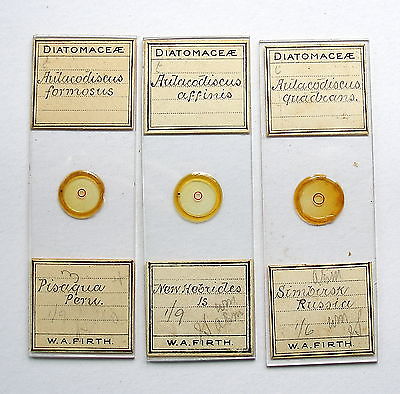 DIATOMACEÆ
Aulacodiscus
formosus
Pisaqua
Peru.
W.A. FIRTH.
DIATOMACEÆ
Aulacodiscus
affinis
New Hebrides
Is
1/9
W.A. FIRTH.
DIATOMACEÆ
Aulacodiscus
quadrans.
Simbirsk
Russia
1/6
W.A. FIRTH.